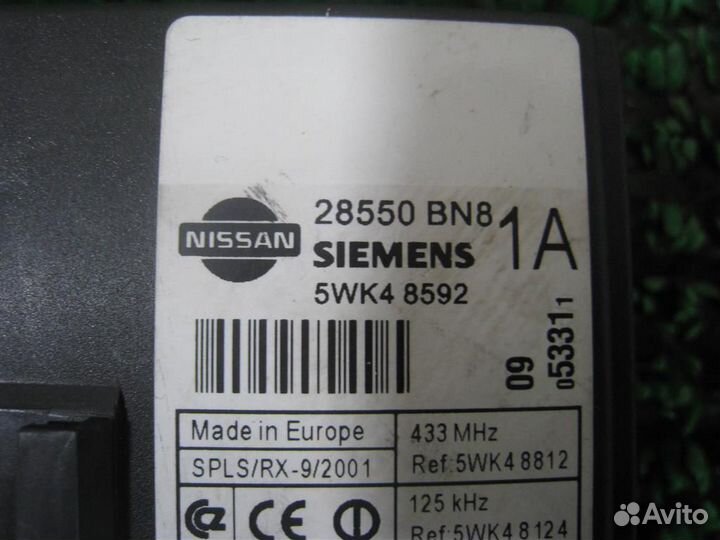 28550 BN8 1A
NISSAN
SIEMENS
5WK4 8592
09
053311
Made in Europe
433 MHz
SPLS/RX-9/2001
Ref:5WK4 8812
125 kHz
CE
Ref:5WK4 8124
Avito